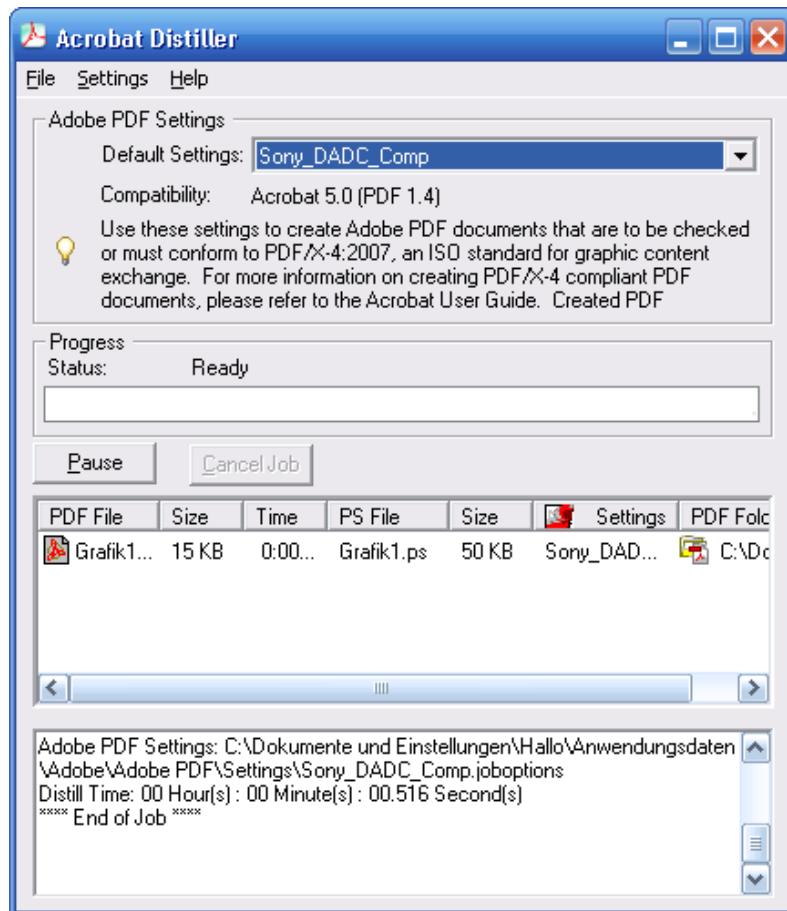 Acrobat Distiller
File Settings Help
Adobe PDF Settings
Default Settings: Sony_DADC_Comp
Compatibility: Acrobat 5.0 (PDF 1.4)
Use these settings to create Adobe PDF documents that are to be checked
or must conform to PDF/X-4:2007, an ISO standard for graphic content
exchange. For more information on creating PDF/X-4 compliant PDF
documents, please refer to the Acrobat User Guide. Created PDF
Progress
Status: Ready
Pause Cancel Job
PDF File Size Time PS File Size Settings PDF Folc
Grafik1... 15 KB 0:00... Grafik1.ps 50 KB Sony_DAD... C:\Dc
Adobe PDF Settings: C:\Dokumente und Einstellungen\Hallo\Anwendungsdaten
\Adobe\Adobe PDF\Settings\Sony_DADC_Comp.joboptions
Distill Time: 00 Hour(s) : 00 Minute(s) : 00.516 Second(s)
**** End of Job ****